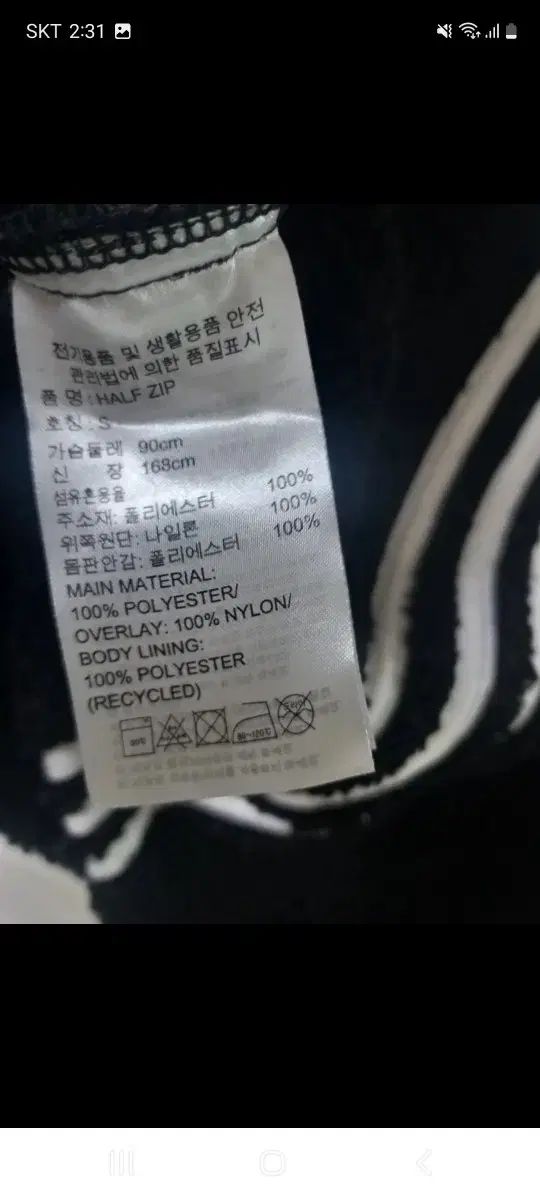 SKT 2:31
전기용품 및 생활용품 안전
관리법에 의한 품질표시
품 명 : HALF ZIP
호칭 : S
가슴둘레 90cm
신 장 168cm
섬유혼용율
주소재: 폴리에스터 100%
위쪽원단: 나일론 100%
몸판안감: 폴리에스터 100%
MAIN MATERIAL:
100% POLYESTER/
OVERLAY: 100% NYLON/
BODY LINING:
100% POLYESTER
(RECYCLED)
80~120℃